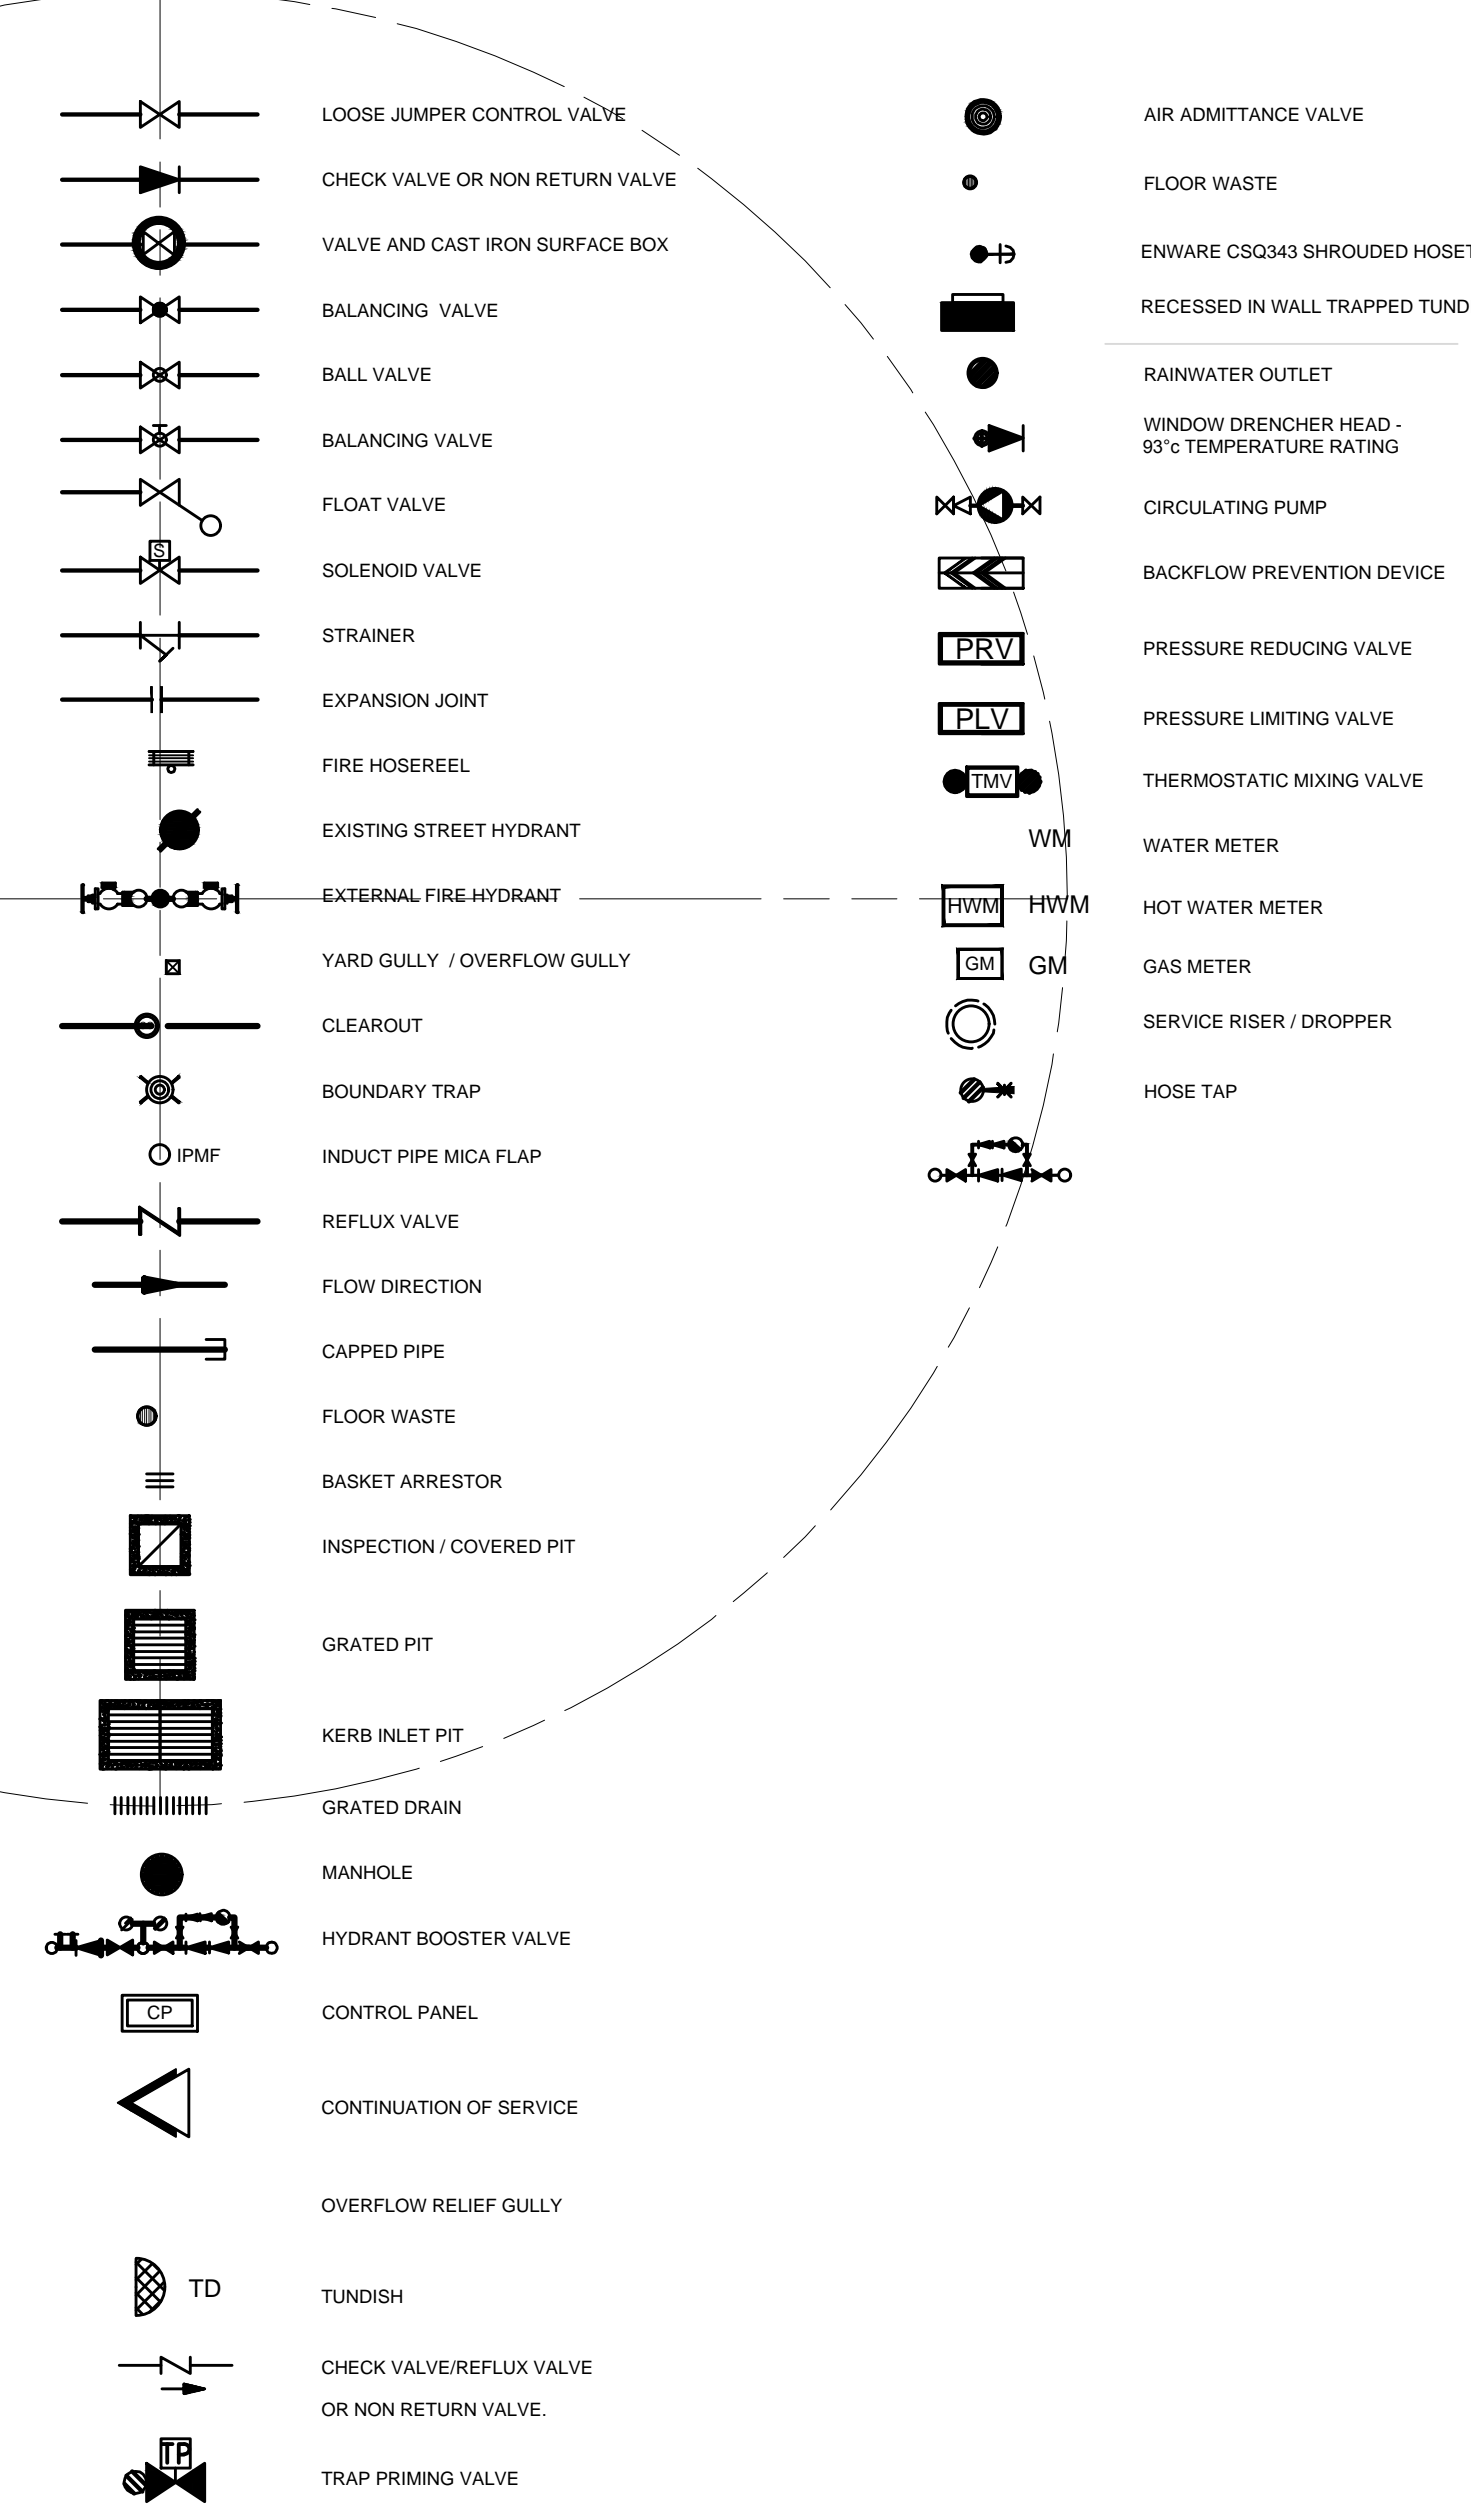 LOOSE JUMPER CONTROL VALVE
CHECK VALVE OR NON RETURN VALVE
VALVE AND CAST IRON SURFACE BOX
BALANCING VALVE
BALL VALVE
BALANCING VALVE
FLOAT VALVE
S SOLENOID VALVE
STRAINER
EXPANSION JOINT
FIRE HOSEREEL
EXISTING STREET HYDRANT
EXTERNAL FIRE HYDRANT
YARD GULLY / OVERFLOW GULLY
CLEAROUT
BOUNDARY TRAP
IPMF INDUCT PIPE MICA FLAP
REFLUX VALVE
FLOW DIRECTION
CAPPED PIPE
FLOOR WASTE
BASKET ARRESTOR
INSPECTION / COVERED PIT
GRATED PIT
KERB INLET PIT
GRATED DRAIN
MANHOLE
HYDRANT BOOSTER VALVE
CP CONTROL PANEL
CONTINUATION OF SERVICE
OVERFLOW RELIEF GULLY
TD TUNDISH
CHECK VALVE/REFLUX VALVE
OR NON RETURN VALVE.
TP TRAP PRIMING VALVE
AIR ADMITTANCE VALVE
FLOOR WASTE
ENWARE CSQ343 SHROUDED HOSET
RECESSED IN WALL TRAPPED TUND
RAINWATER OUTLET
WINDOW DRENCHER HEAD -
93°c TEMPERATURE RATING
CIRCULATING PUMP
BACKFLOW PREVENTION DEVICE
PRV PRESSURE REDUCING VALVE
PLV PRESSURE LIMITING VALVE
TMV THERMOSTATIC MIXING VALVE
WM WATER METER
HWM HWM HOT WATER METER
GM GM GAS METER
SERVICE RISER / DROPPER
HOSE TAP